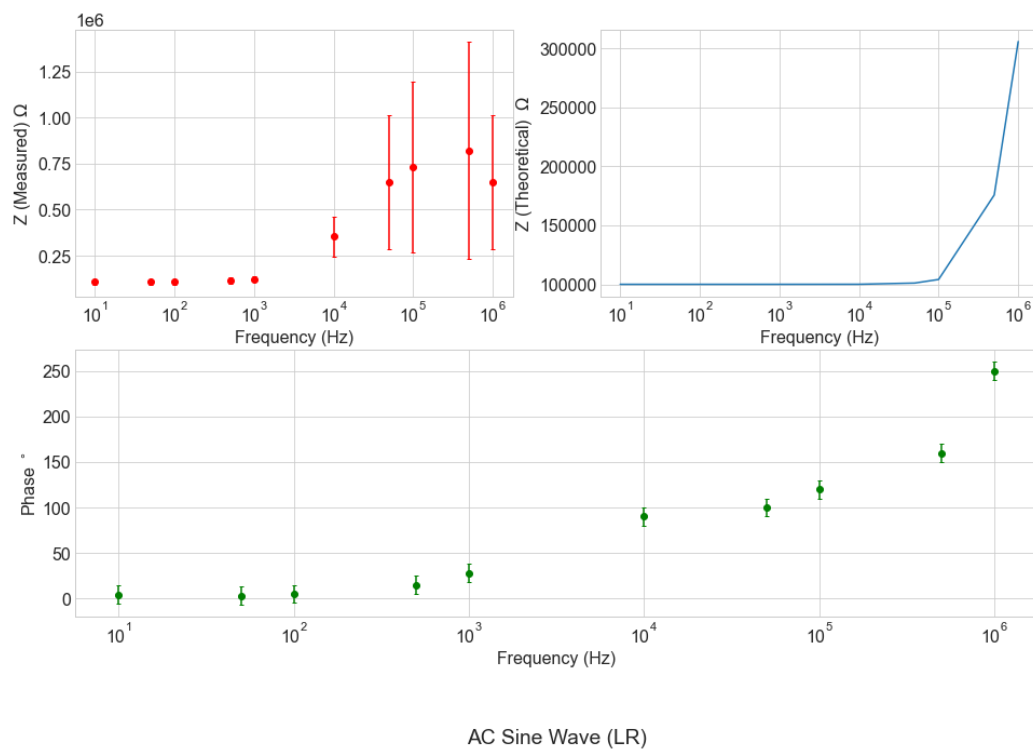 1e6
Z (Measured) Ω
1.25
1.00
0.75
0.50
0.25
10¹ 10² 10³ 10⁴ 10⁵ 10⁶
Frequency (Hz)
Z (Theoretical) Ω
300000
250000
200000
150000
100000
10¹ 10² 10³ 10⁴ 10⁵ 10⁶
Frequency (Hz)
Phase °
250
200
150
100
50
0
10¹ 10² 10³ 10⁴ 10⁵ 10⁶
Frequency (Hz)
AC Sine Wave (LR)